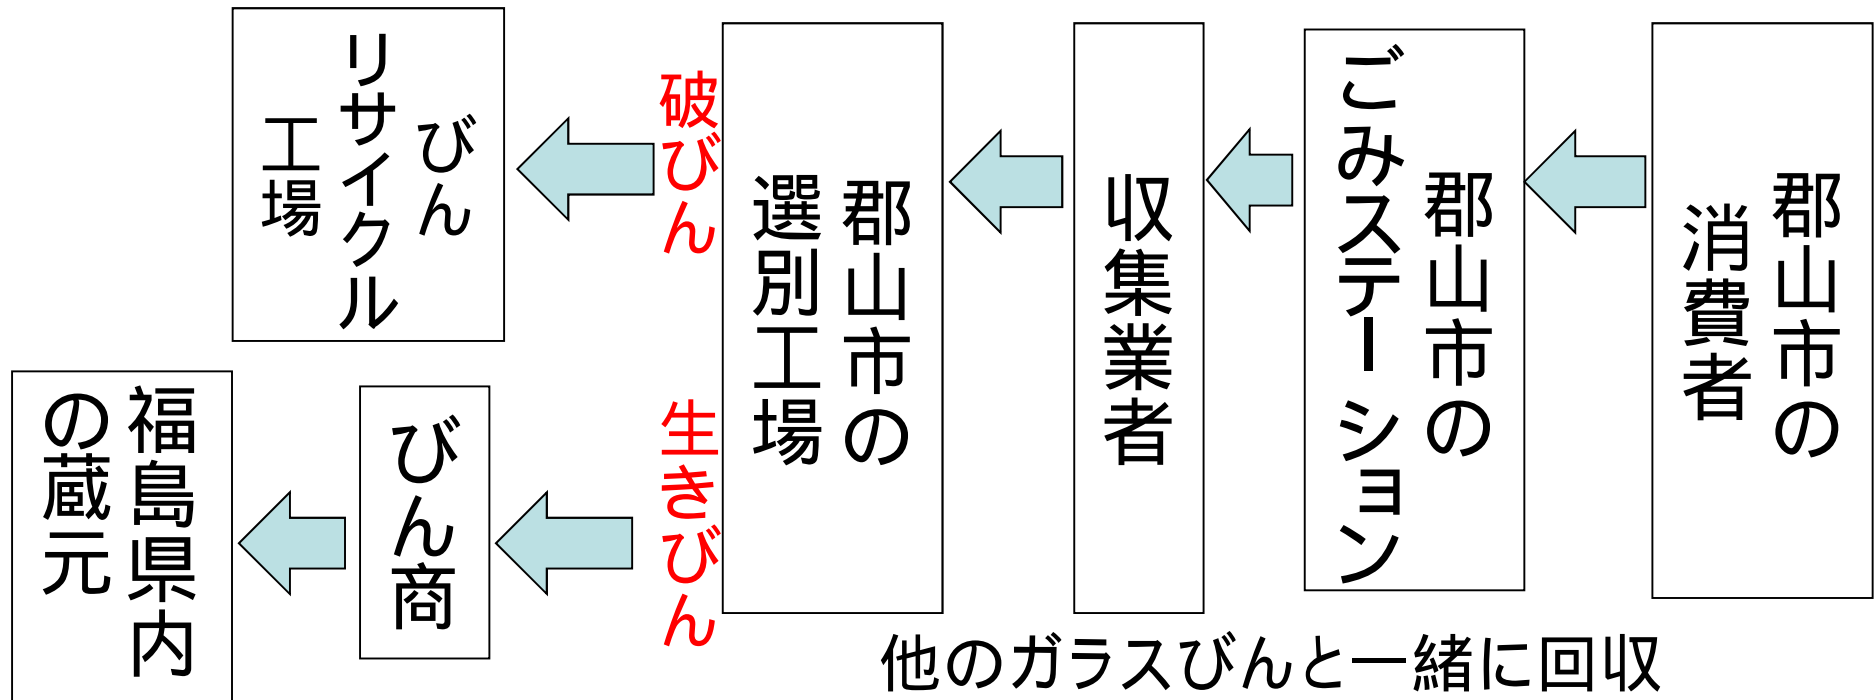 郡山市の
消費者
郡山市の
ごみステーション
収集業者
郡山市の
選別工場
破びん
生きびん
びん
リサイクル
工場
びん商
福島県内
の蔵元
他のガラスびんと一緒に回収